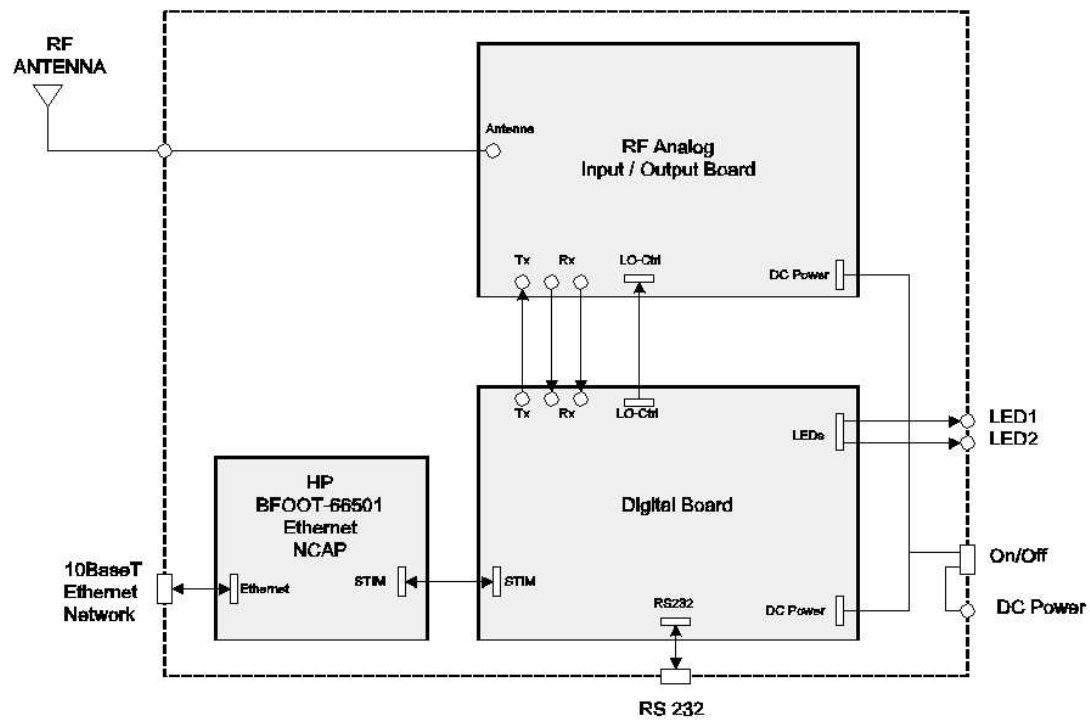 RF
ANTENNA
Antenna
RF Analog
Input / Output Board
Tx
Rx
LO-Ctrl
DC Power
Tx
Rx
LO-Ctrl
LEDs
LED1
LED2
Digital Board
HP
BFOOT-66501
Ethernet
NCAP
10BaseT
Ethernet
Network
Ethernet
STIM
STIM
RS232
DC Power
On/Off
DC Power
RS 232